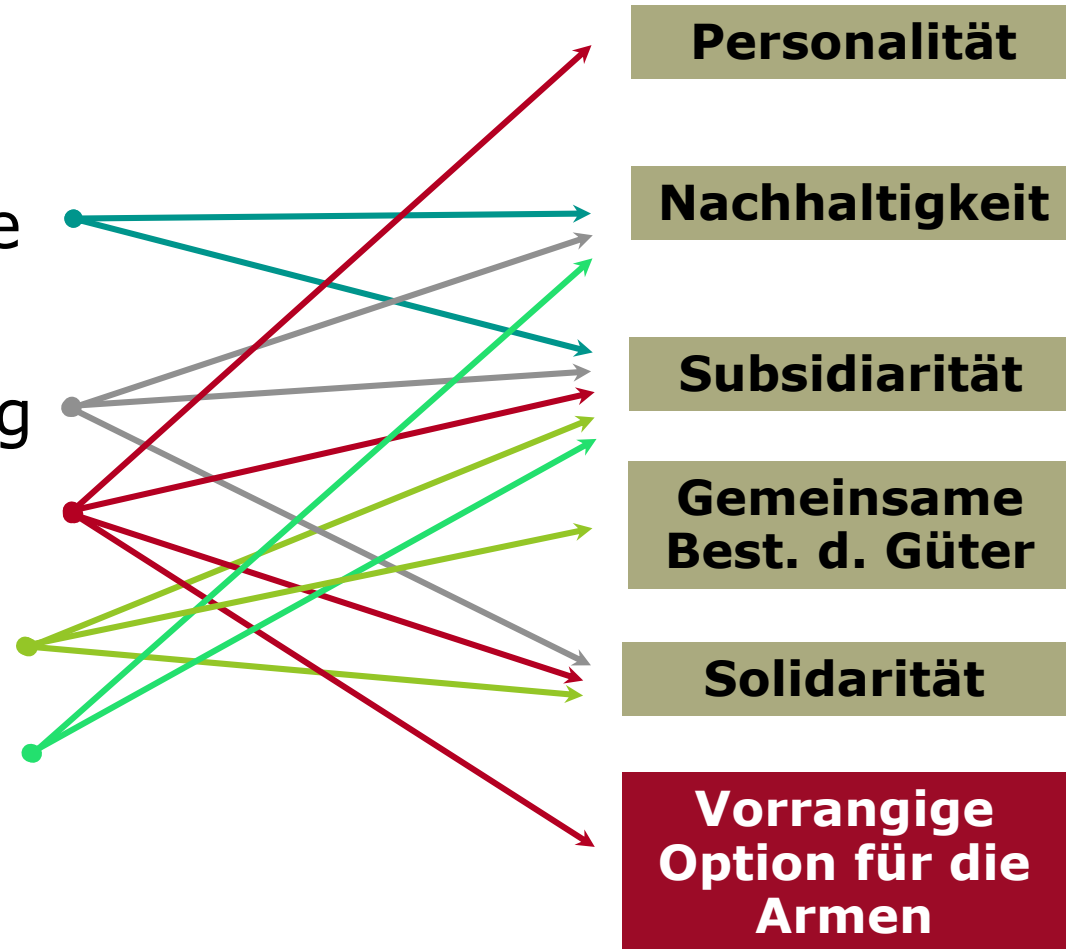 Personalität
e
Nachhaltigkeit
g
Subsidiarität
Gemeinsame
Best. d. Güter
Solidarität
Vorrangige
Option für die
Armen